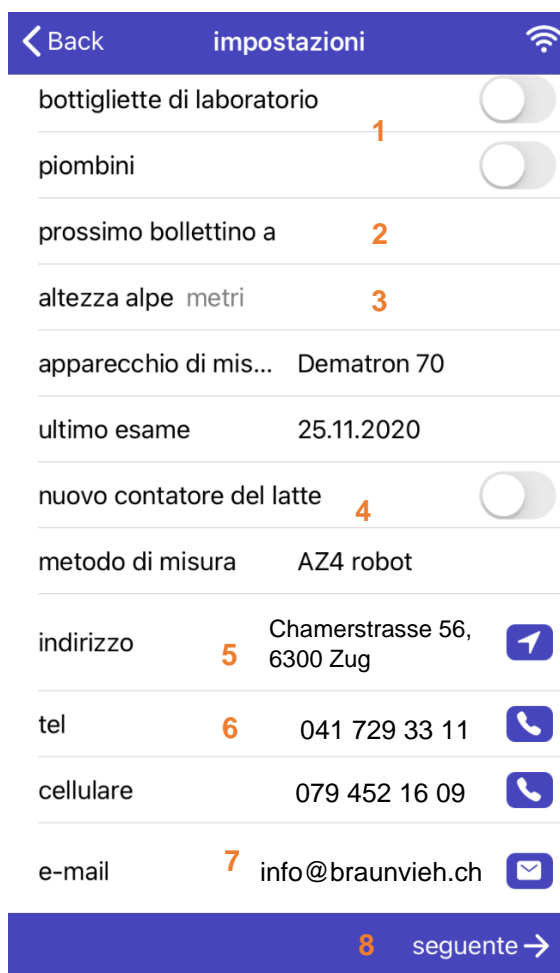 Back impostazioni
bottigliette di laboratorio
1
piombini
prossimo bollettino a 2
altezza alpe metri 3
apparecchio di mis... Dematron 70
ultimo esame 25.11.2020
nuovo contatore del latte 4
metodo di misura AZ4 robot
indirizzo 5 Chamerstrasse 56,
6300 Zug
tel 6 041 729 33 11
cellulare 079 452 16 09
e-mail 7 info@braunvieh.ch
8 seguente